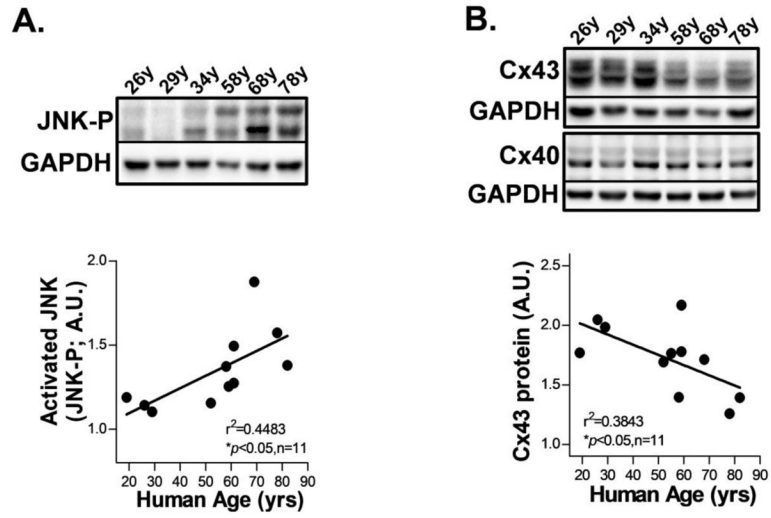 A.
26y 29y 34y 58y 68y 78y
JNK-P
GAPDH
2.0
1.5
1.0
Activated JNK
(JNK-P; A.U.)
r²=0.4483
*p<0.05,n=11
20 30 40 50 60 70 80 90
Human Age (yrs)
B.
26y 29y 34y 58y 68y 78y
Cx43
GAPDH
Cx40
GAPDH
2.5
2.0
1.5
1.0
Cx43 protein (A.U.)
r²=0.3843
*p<0.05,n=11
20 30 40 50 60 70 80 90
Human Age (yrs)